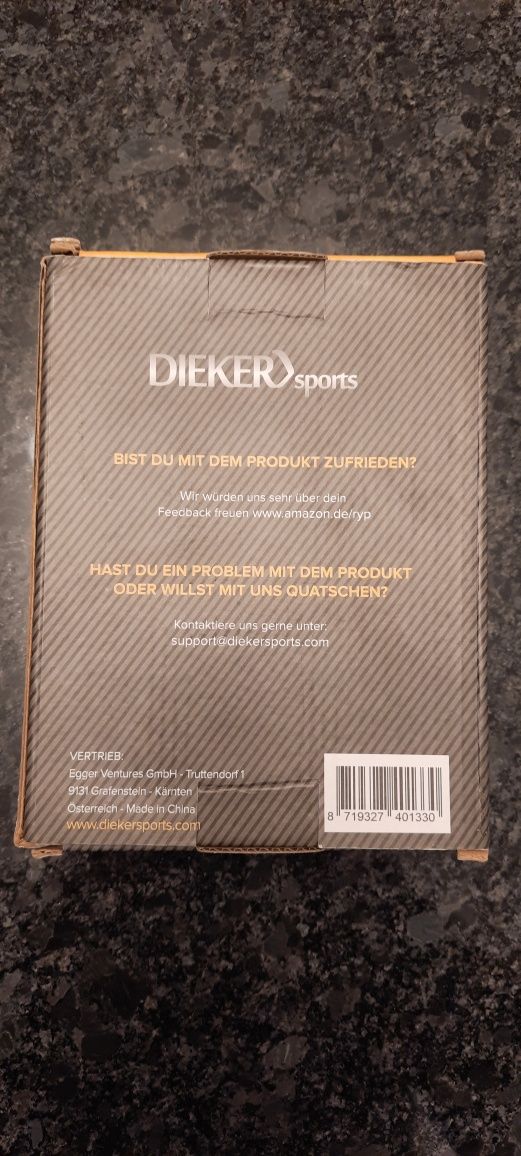 DIEKER sports
BIST DU MIT DEM PRODUKT ZUFRIEDEN?
Wir würden uns sehr über dein
Feedback freuen www.amazon.de/ryp
HAST DU EIN PROBLEM MIT DEM PRODUKT
ODER WILLST MIT UNS QUATSCHEN?
Kontaktiere uns gerne unter:
support@diekersports.com
VERTRIEB:
Egger Ventures GmbH - Truttendorf 1
9131 Grafenstein - Kärnten
Österreich - Made in China
www.diekersports.com
8 719327 401330